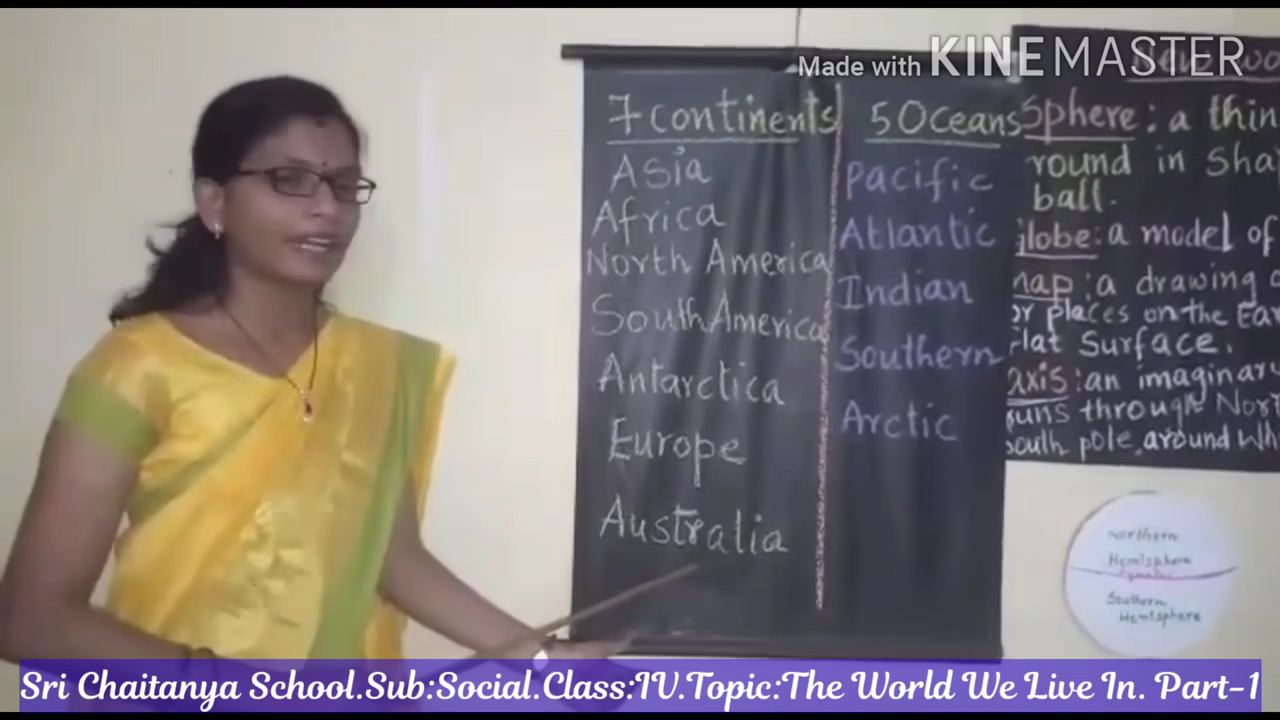 Made with KINEMASTER
7 continents
Asia
Africa
North America
South America
Antarctica
Europe
Australia
5 Oceans
Pacific
Atlantic
Indian
Southern
Arctic
Sphere: a thin
round in Sha
ball.
globe: a model of
map: a drawing
or places on the Ear
flat Surface.
axis: an imaginar
runs through Nort
South pole, around Wh
Northern
Hemisphere
Equator
Southern
Hemisphere
Sri Chaitanya School.Sub:Social.Class:IV.Topic:The World We Live In. Part-1